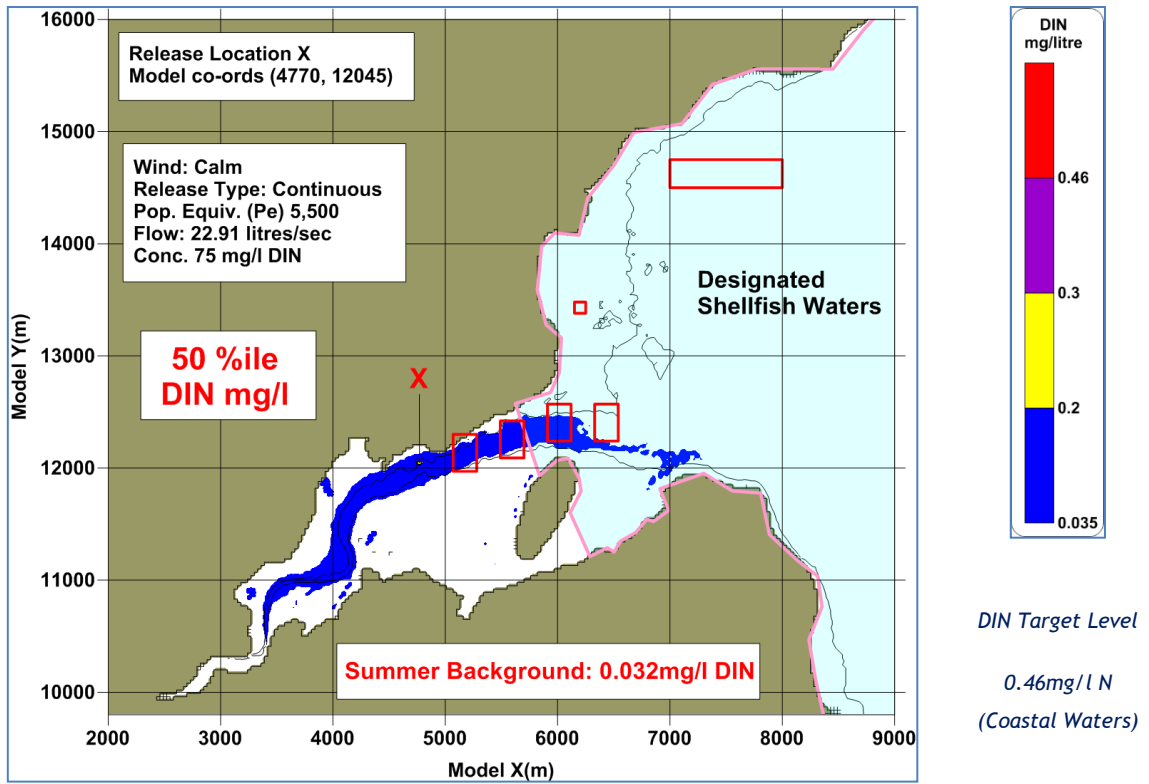 16000
15000
14000
13000
12000
11000
10000
Model Y(m)
Release Location X
Model co-ords (4770, 12045)
Wind: Calm
Release Type: Continuous
Pop. Equiv. (Pe) 5,500
Flow: 22.91 litres/sec
Conc. 75 mg/l DIN
50 %ile
DIN mg/l
X
Designated
Shellfish Waters
Summer Background: 0.032mg/l DIN
2000 3000 4000 5000 6000 7000 8000 9000
Model X(m)
DIN
mg/litre
0.46
0.3
0.2
0.035
DIN Target Level
0.46mg/l N
(Coastal Waters)